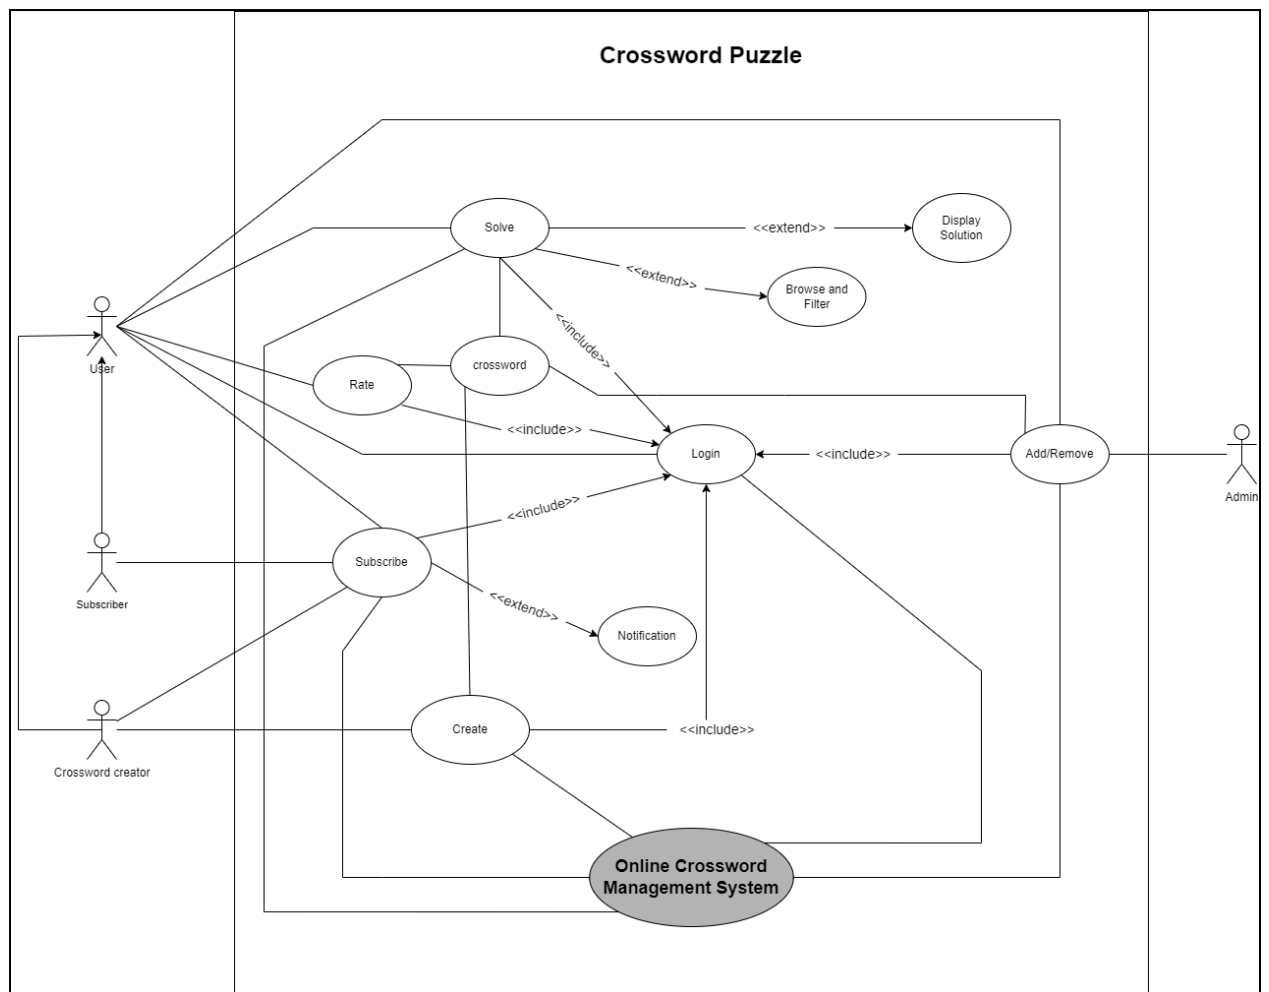 Crossword Puzzle
Solve
<<extend>>
Display
Solution
<<extend>>
Browse and
Filter
<<include>>
User
Rate
crossword
<<include>>
Login
<<include>>
Add/Remove
Admin
<<include>>
Subscriber
Subscribe
<<extend>>
Notification
Crossword creator
Create
<<include>>
Online Crossword
Management System